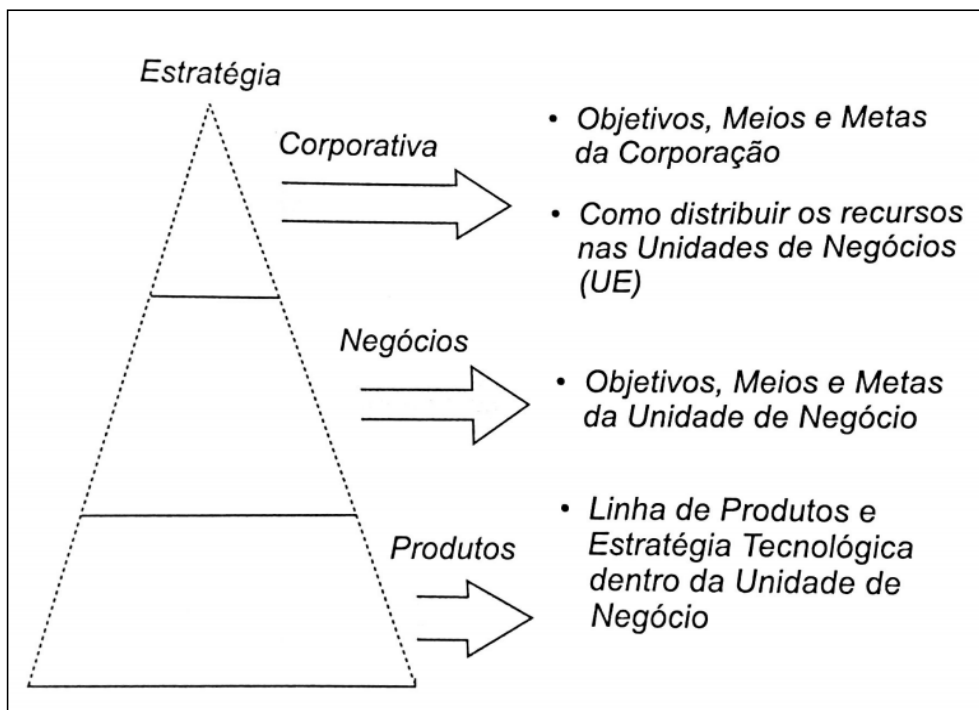 Estratégia
Corporativa
• Objetivos, Meios e Metas
da Corporação
• Como distribuir os recursos
nas Unidades de Negócios
(UE)
Negócios
• Objetivos, Meios e Metas
da Unidade de Negócio
Produtos
• Linha de Produtos e
Estratégia Tecnológica
dentro da Unidade de
Negócio